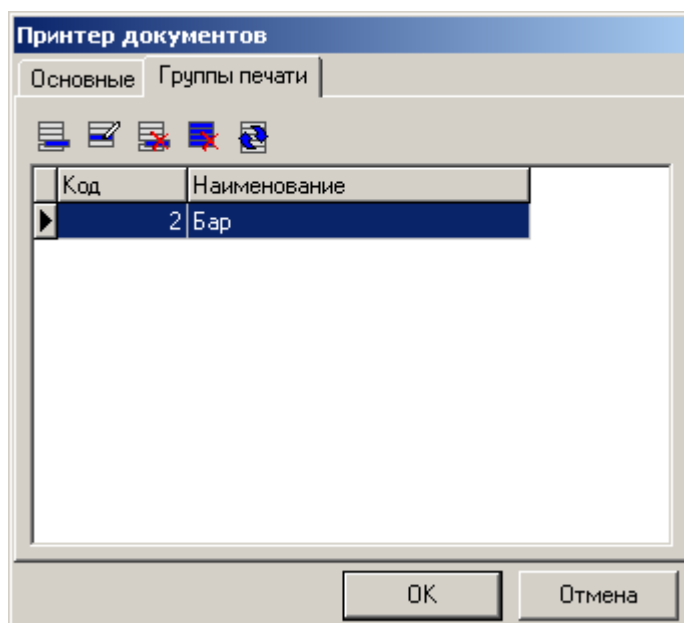 Принтер документов
Основные Группы печати
Код Наименование
2 Бар
OK Отмена